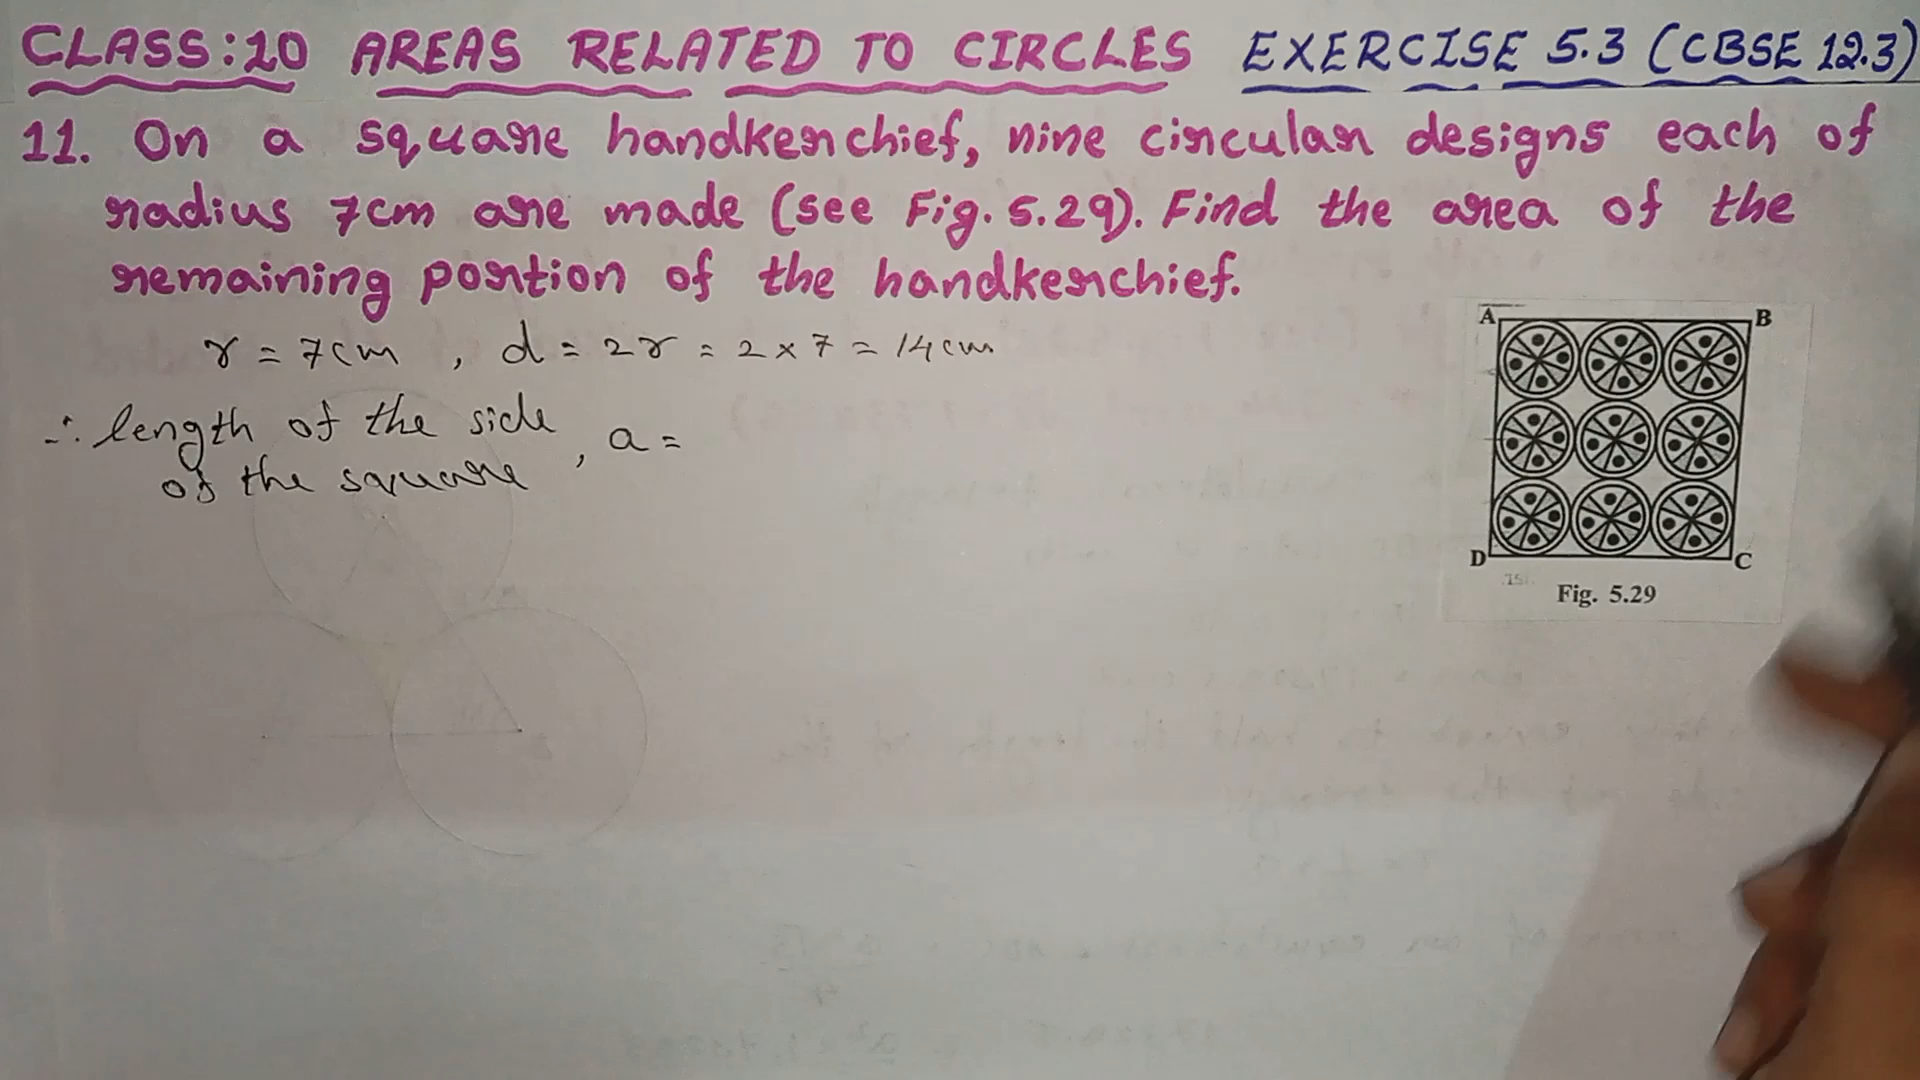 CLASS:10 AREAS RELATED TO CIRCLES EXERCISE 5.3 (CBSE 12.3)
11. On a square handkerchief, nine circular designs each of
radius 7cm are made (see Fig. 5.29). Find the area of the
remaining portion of the handkerchief.
r = 7cm , d = 2r = 2 × 7 = 14cm
∴ length of the side
of the square , a =
A B
D C
Fig. 5.29